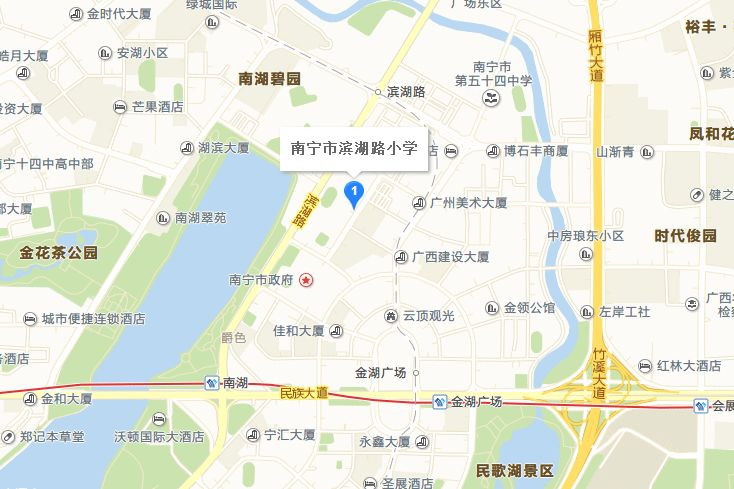 绿城国际
金时代大厦
广场东区
裕丰·
皓月大厦
安湖小区
厢竹大道
南湖碧园
滨湖路
南宁市
第五十四中学
投资大厦
芒果酒店
湖滨大厦
南宁市滨湖路小学
店
博石丰商厦
山渐青
凤和花
南宁十四中高中部
1
健之
南湖翠苑
滨湖路
广州美术大厦
金花茶公园
中房琅东小区
时代俊园
广西建设大厦
南宁市政府
城市便捷连锁酒店
云顶观光
金领公馆
左岸工社
爵色
佳和大厦
酒店
金湖广场
竹溪大道
红林大酒店
南湖
民族大道
金湖广场
会展
金和大厦
郑记本草堂
沃顿国际大酒店
宁汇大厦
永鑫大厦
民歌湖景区
圣展酒店